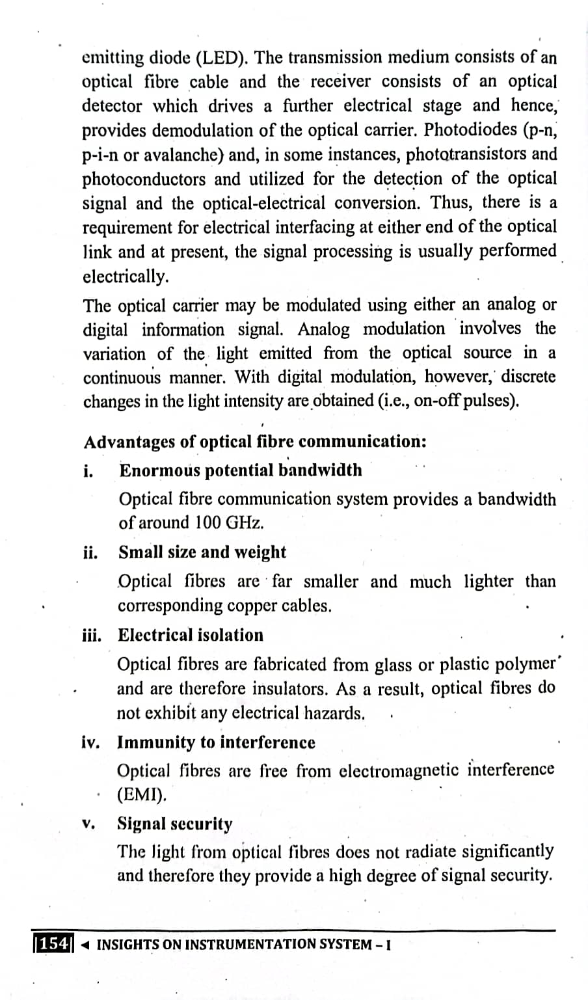 emitting diode (LED). The transmission medium consists of an
optical fibre cable and the receiver consists of an optical
detector which drives a further electrical stage and hence,
provides demodulation of the optical carrier. Photodiodes (p-n,
p-i-n or avalanche) and, in some instances, phototransistors and
photoconductors and utilized for the detection of the optical
signal and the optical-electrical conversion. Thus, there is a
requirement for electrical interfacing at either end of the optical
link and at present, the signal processing is usually performed
electrically.
The optical carrier may be modulated using either an analog or
digital information signal. Analog modulation involves the
variation of the light emitted from the optical source in a
continuous manner. With digital modulation, however, discrete
changes in the light intensity are obtained (i.e., on-off pulses).
Advantages of optical fibre communication:
i. Enormous potential bandwidth
Optical fibre communication system provides a bandwidth
of around 100 GHz.
ii. Small size and weight
Optical fibres are far smaller and much lighter than
corresponding copper cables.
iii. Electrical isolation
Optical fibres are fabricated from glass or plastic polymer
and are therefore insulators. As a result, optical fibres do
not exhibit any electrical hazards.
iv. Immunity to interference
Optical fibres are free from electromagnetic interference
(EMI).
v. Signal security
The light from optical fibres does not radiate significantly
and therefore they provide a high degree of signal security.
|154| ◄ INSIGHTS ON INSTRUMENTATION SYSTEM – I